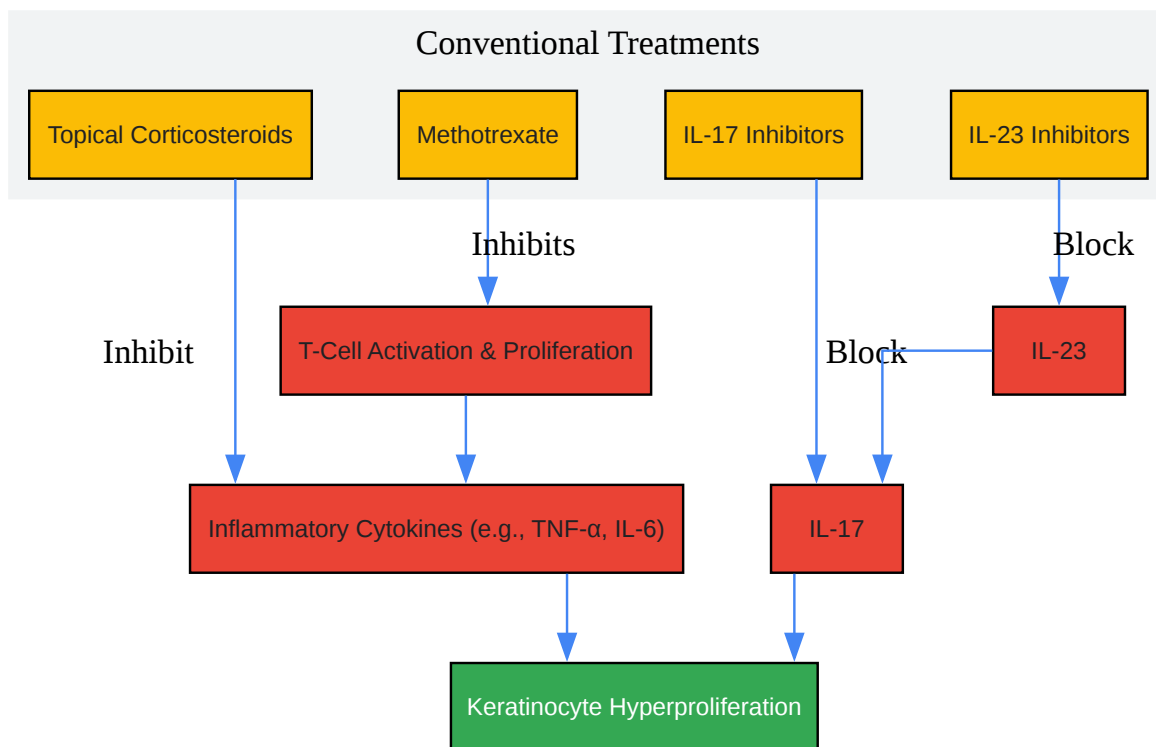 Conventional Treatments
Topical Corticosteroids
Methotrexate
IL-17 Inhibitors
IL-23 Inhibitors
Inhibits
Block
Inhibit
T-Cell Activation & Proliferation
Block
IL-23
Inflammatory Cytokines (e.g., TNF-α, IL-6)
IL-17
Keratinocyte Hyperproliferation